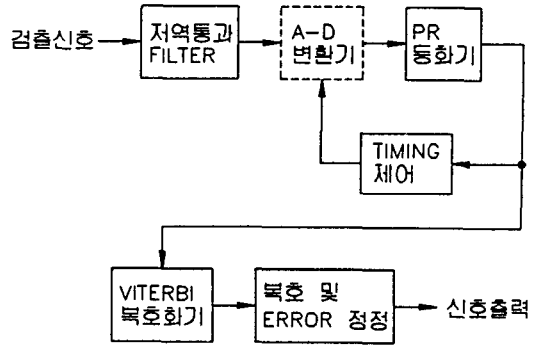 검출신호
저역통과
FILTER
A-D
변환기
PR
등화기
TIMING
제어
VITERBI
복호화기
복호 및
ERROR 정정
신호출력